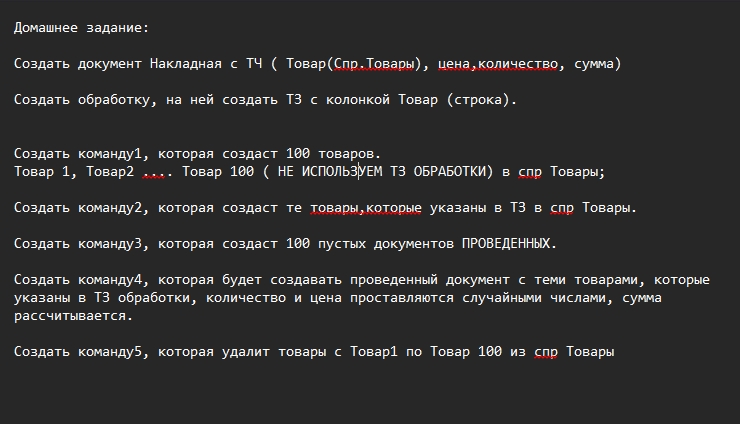 Домашнее задание:
Создать документ Накладная с ТЧ ( Товар(Спр.Товары), цена,количество, сумма)
Создать обработку, на ней создать ТЗ с колонкой Товар (строка).
Создать команду1, которая создаст 100 товаров.
Товар 1, Товар2 .... Товар 100 ( НЕ ИСПОЛЬЗУЕМ ТЗ ОБРАБОТКИ) в спр Товары;
Создать команду2, которая создаст те товары,которые указаны в ТЗ в спр Товары.
Создать команду3, которая создаст 100 пустых документов ПРОВЕДЕННЫХ.
Создать команду4, которая будет создавать проведенный документ с теми товарами, которые
указаны в ТЗ обработки, количество и цена проставляются случайными числами, сумма
рассчитывается.
Создать команду5, которая удалит товары с Товар1 по Товар 100 из спр Товары